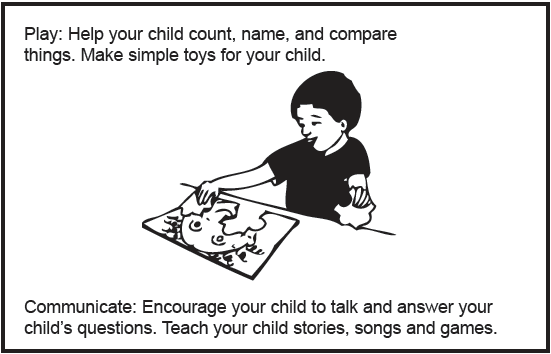 Play: Help your child count, name, and compare
things. Make simple toys for your child.
Communicate: Encourage your child to talk and answer your
child's questions. Teach your child stories, songs and games.